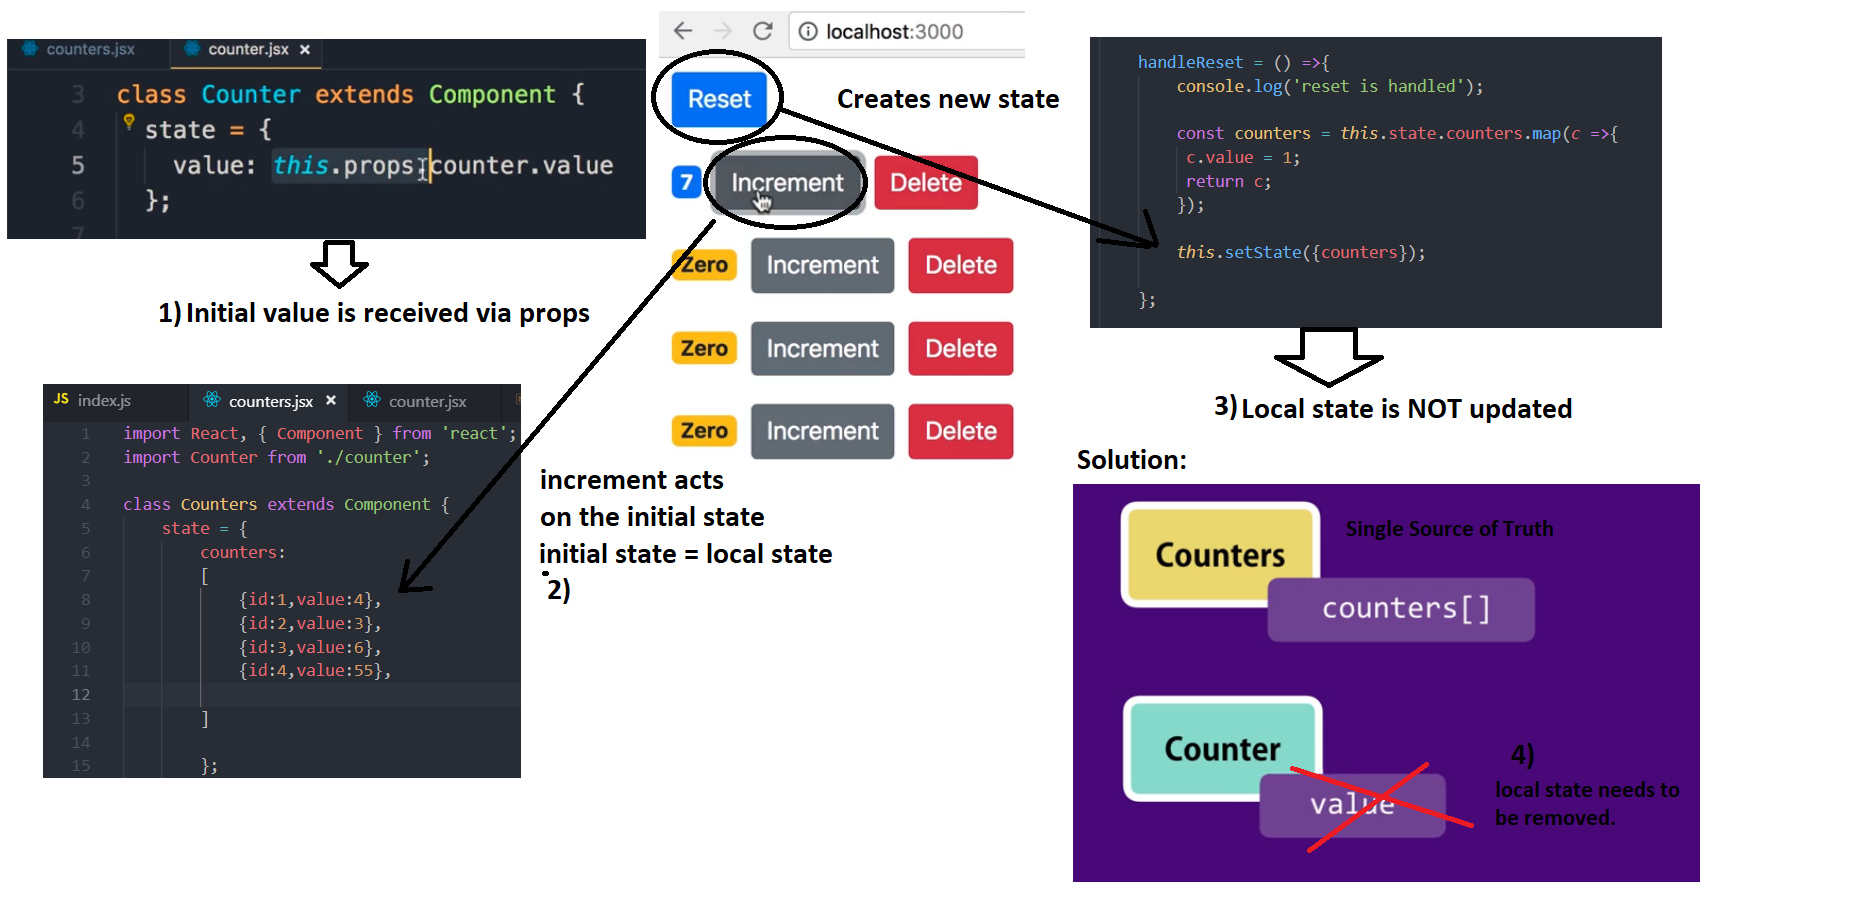 counters.jsx
counter.jsx ×
3 class Counter extends Component {
4 state = {
5 value: this.props.counter.value
6 };
7
1) Initial value is received via props
JS index.js
counters.jsx ×
counter.jsx
1 import React, { Component } from 'react';
2 import Counter from './counter';
3
4 class Counters extends Component {
5 state = {
6 counters:
7 [
8 {id:1,value:4},
9 {id:2,value:3},
10 {id:3,value:6},
11 {id:4,value:55},
12
13 ]
14
15 };
localhost:3000
Reset
7 Increment Delete
Zero Increment Delete
Zero Increment Delete
Zero Increment Delete
Creates new state
increment acts
on the initial state
initial state = local state
2)
handleReset = () =>{
console.log('reset is handled');
const counters = this.state.counters.map(c =>{
c.value = 1;
return c;
});
this.setState({counters});
};
3) Local state is NOT updated
Solution:
Counters
Single Source of Truth
counters[]
Counter
value
4)
local state needs to
be removed.